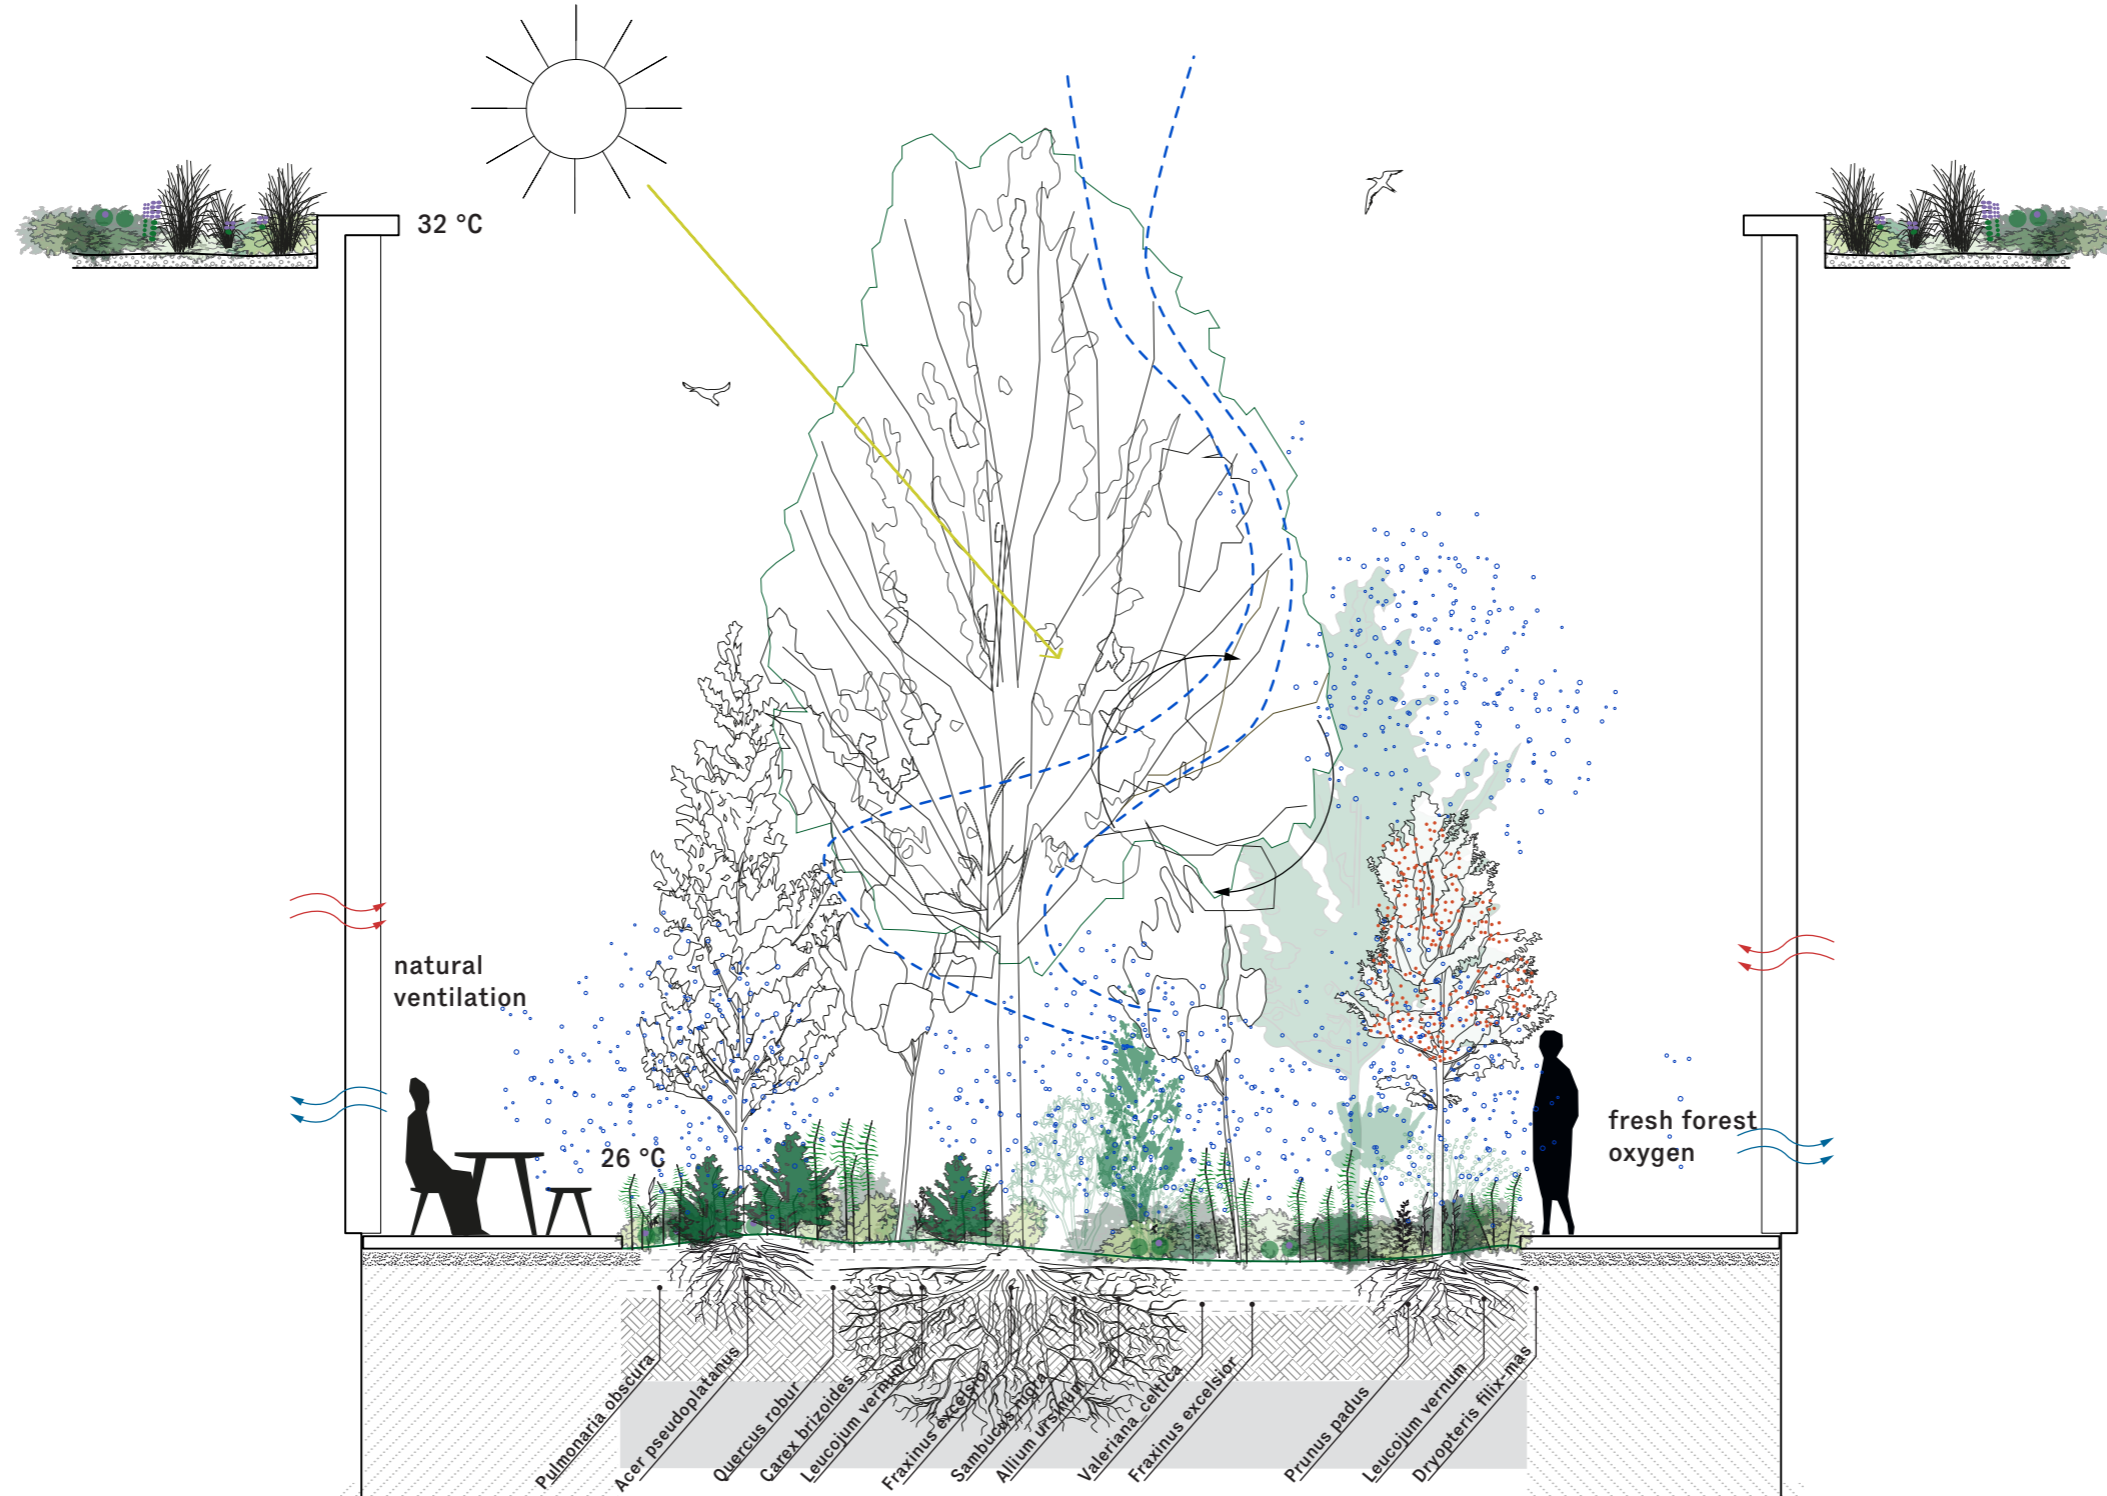 32 °C
natural
ventilation
fresh forest
oxygen
26 °C
Pulmonaria obscura
Acer pseudoplatanus
Quercus robur
Carex brizoides
Leucojum vernum
Fraxinus excelsior
Sambucus nigra
Allium ursinum
Valeriana celtica
Fraxinus excelsior
Prunus padus
Leucojum vernum
Dryopteris filix-mas